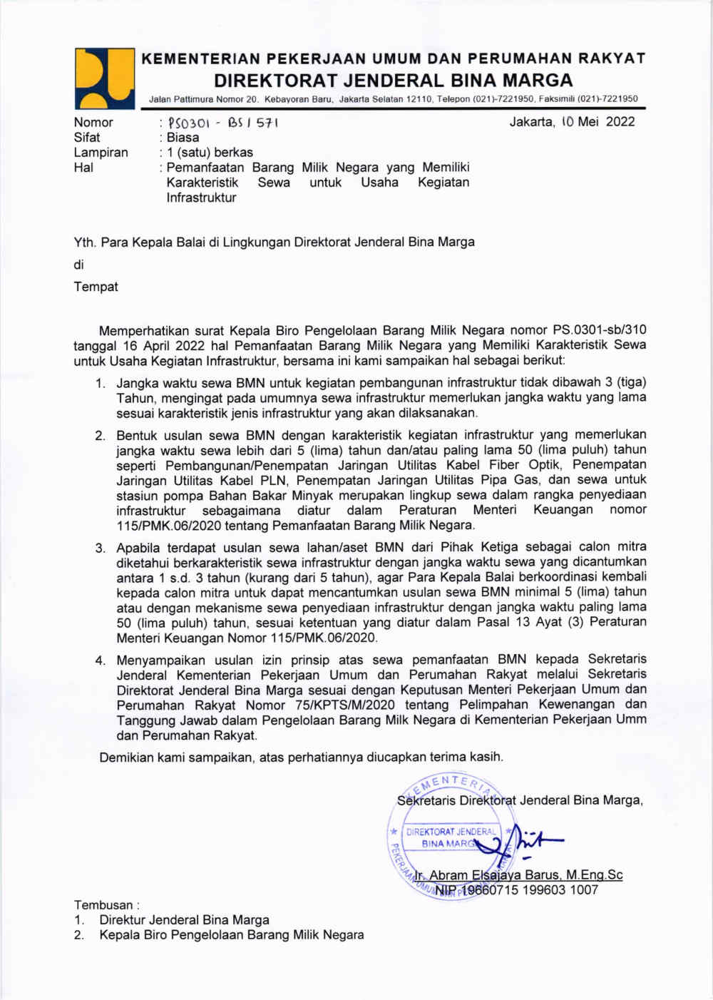 KEMENTERIAN PEKERJAAN UMUM DAN PERUMAHAN RAKYAT
DIREKTORAT JENDERAL BINA MARGA
Jalan Pattimura Nomor 20. Kebayoran Baru, Jakarta Selatan 12110, Telepon (021)-7221950, Faksimili (021)-7221950
Nomor : PS0301 - BS / 571 Jakarta, 10 Mei 2022
Sifat : Biasa
Lampiran : 1 (satu) berkas
Hal : Pemanfaatan Barang Milik Negara yang Memiliki
Karakteristik Sewa untuk Usaha Kegiatan
Infrastruktur
Yth. Para Kepala Balai di Lingkungan Direktorat Jenderal Bina Marga
di
Tempat
Memperhatikan surat Kepala Biro Pengelolaan Barang Milik Negara nomor PS.0301-sb/310
tanggal 16 April 2022 hal Pemanfaatan Barang Milik Negara yang Memiliki Karakteristik Sewa
untuk Usaha Kegiatan Infrastruktur, bersama ini kami sampaikan hal sebagai berikut:
1. Jangka waktu sewa BMN untuk kegiatan pembangunan infrastruktur tidak dibawah 3 (tiga)
Tahun, mengingat pada umumnya sewa infrastruktur memerlukan jangka waktu yang lama
sesuai karakteristik jenis infrastruktur yang akan dilaksanakan.
2. Bentuk usulan sewa BMN dengan karakteristik kegiatan infrastruktur yang memerlukan
jangka waktu sewa lebih dari 5 (lima) tahun dan/atau paling lama 50 (lima puluh) tahun
seperti Pembangunan/Penempatan Jaringan Utilitas Kabel Fiber Optik, Penempatan
Jaringan Utilitas Kabel PLN, Penempatan Jaringan Utilitas Pipa Gas, dan sewa untuk
stasiun pompa Bahan Bakar Minyak merupakan lingkup sewa dalam rangka penyediaan
infrastruktur sebagaimana diatur dalam Peraturan Menteri Keuangan nomor
115/PMK.06/2020 tentang Pemanfaatan Barang Milik Negara.
3. Apabila terdapat usulan sewa lahan/aset BMN dari Pihak Ketiga sebagai calon mitra
diketahui berkarakteristik sewa infrastruktur dengan jangka waktu sewa yang dicantumkan
antara 1 s.d. 3 tahun (kurang dari 5 tahun), agar Para Kepala Balai berkoordinasi kembali
kepada calon mitra untuk dapat mencantumkan usulan sewa BMN minimal 5 (lima) tahun
atau dengan mekanisme sewa penyediaan infrastruktur dengan jangka waktu paling lama
50 (lima puluh) tahun, sesuai ketentuan yang diatur dalam Pasal 13 Ayat (3) Peraturan
Menteri Keuangan Nomor 115/PMK.06/2020.
4. Menyampaikan usulan izin prinsip atas sewa pemanfaatan BMN kepada Sekretaris
Jenderal Kementerian Pekerjaan Umum dan Perumahan Rakyat melalui Sekretaris
Direktorat Jenderal Bina Marga sesuai dengan Keputusan Menteri Pekerjaan Umum dan
Perumahan Rakyat Nomor 75/KPTS/M/2020 tentang Pelimpahan Kewenangan dan
Tanggung Jawab dalam Pengelolaan Barang Milk Negara di Kementerian Pekerjaan Umm
dan Perumahan Rakyat.
Demikian kami sampaikan, atas perhatiannya diucapkan terima kasih.
KEMENTERIAN
Sekretaris Direktorat Jenderal Bina Marga,
DIREKTORAT JENDERAL
BINA MARGA
PEKERJAAN UMUM DAN PERUMAHAN RAKYAT
Ir. Abram Elsajaya Barus, M.Eng.Sc
NIP 19660715 199603 1007
Tembusan :
1. Direktur Jenderal Bina Marga
2. Kepala Biro Pengelolaan Barang Milik Negara